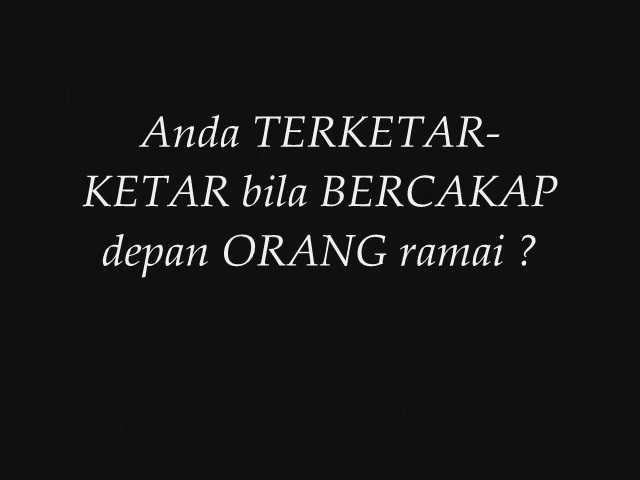 Anda TERKETAR-
KETAR bila BERCAKAP
depan ORANG ramai ?